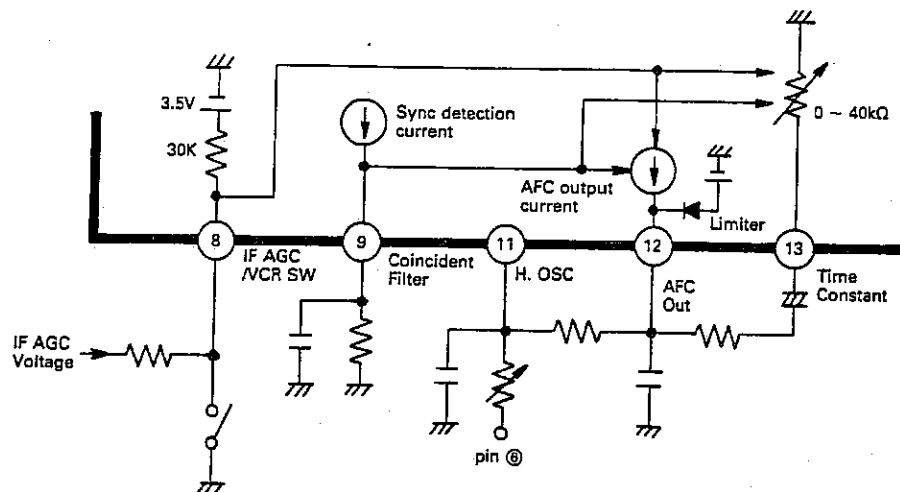 3.5V
30K
Sync detection
current
0 ~ 40kΩ
AFC output
current
Limiter
8
IF AGC
/VCR SW
9
Coincident
Filter
11
H. OSC
12
AFC
Out
13
Time
Constant
IF AGC
Voltage
pin ⑥